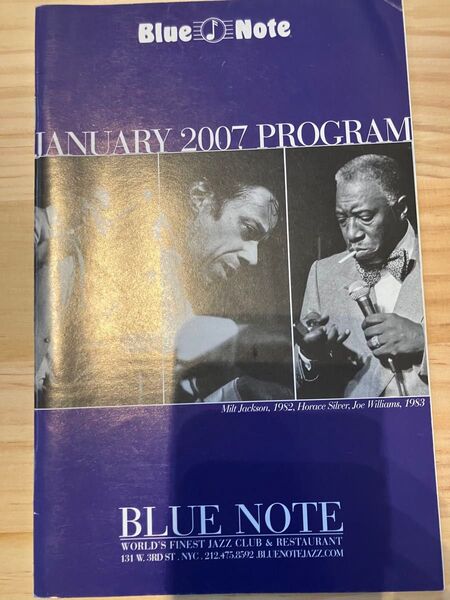 Blue Note
JANUARY 2007 PROGRAM
Milt Jackson, 1982, Horace Silver, Joe Williams, 1983
BLUE NOTE
WORLD'S FINEST JAZZ CLUB & RESTAURANT
131 W. 3RD ST . NYC . 212.475.8592 .BLUENOTEJAZZ.COM